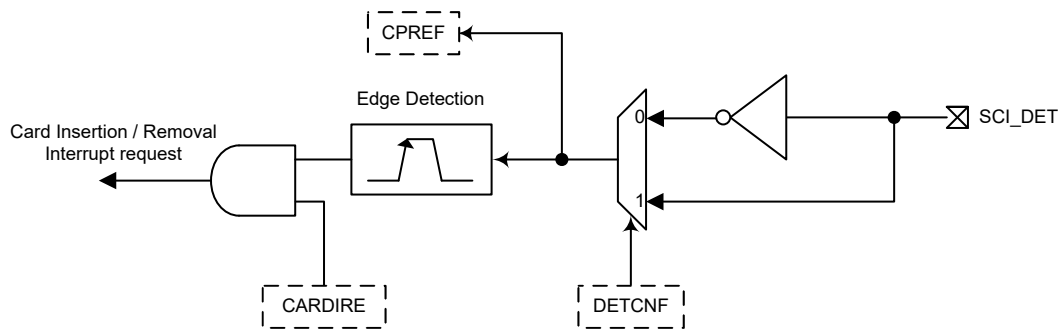 CPREF
Edge Detection
0
SCI_DET
Card Insertion / Removal
Interrupt request
1
CARDIRE
DETCNF